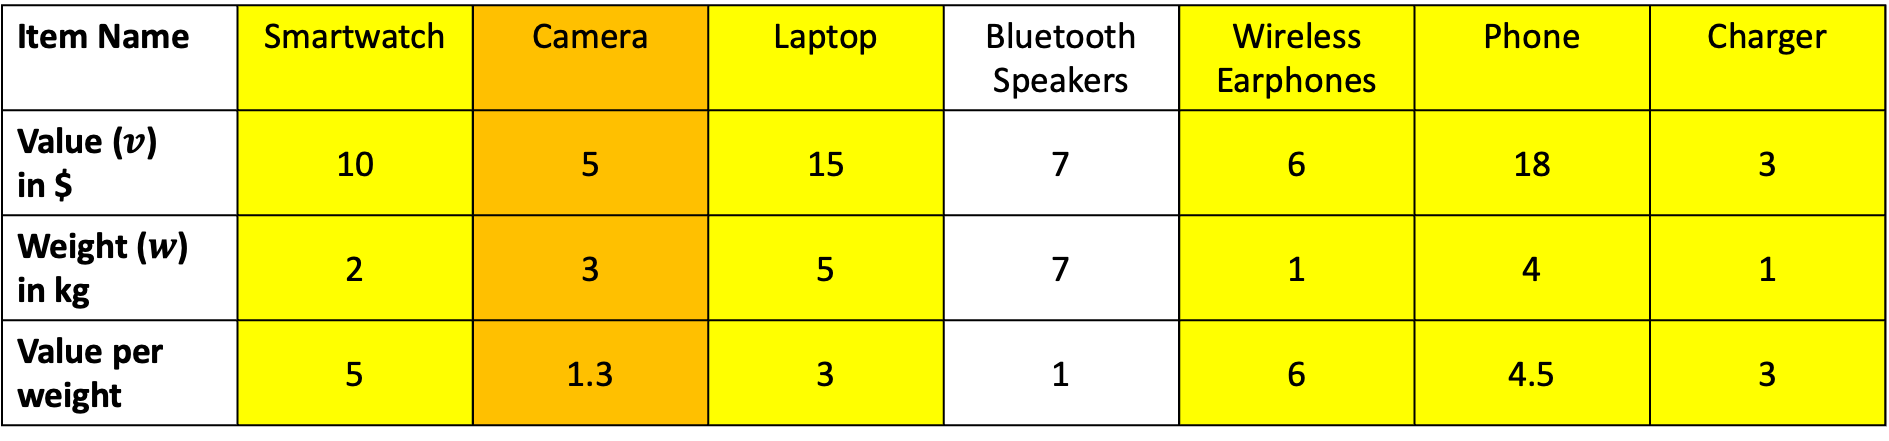 Item Name Smartwatch Camera Laptop Bluetooth Speakers Wireless Earphones Phone Charger
Value (v) in $ 10 5 15 7 6 18 3
Weight (w) in kg 2 3 5 7 1 4 1
Value per weight 5 1.3 3 1 6 4.5 3